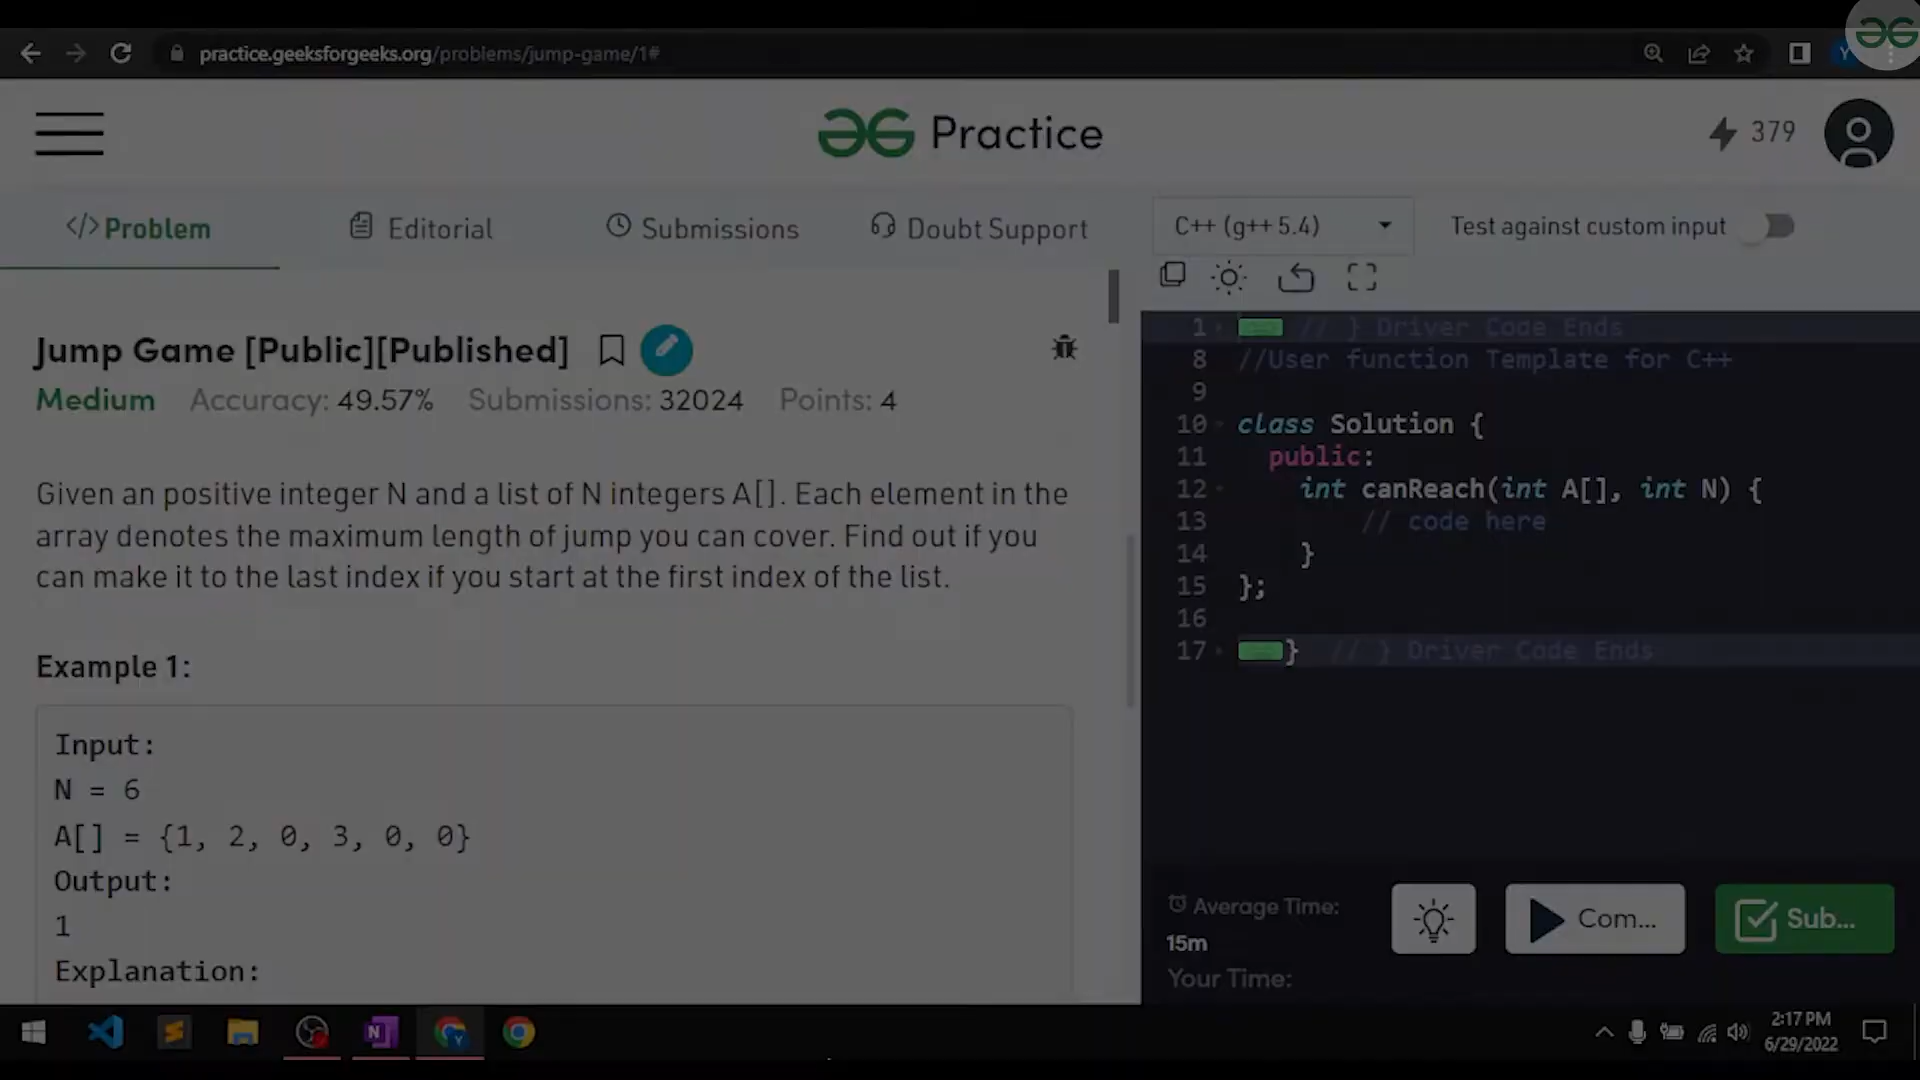 practice.geeksforgeeks.org/problems/jump-game/1#
Y
Practice
379
</> Problem
Editorial
Submissions
Doubt Support
C++ (g++ 5.4)
Test against custom input
Jump Game [Public][Published]
Medium Accuracy: 49.57% Submissions: 32024 Points: 4
Given an positive integer N and a list of N integers A[]. Each element in the
array denotes the maximum length of jump you can cover. Find out if you
can make it to the last index if you start at the first index of the list.
Example 1:
Input:
N = 6
A[] = {1, 2, 0, 3, 0, 0}
Output:
1
Explanation:
1 // } Driver Code Ends
8 //User function Template for C++
9
10 class Solution {
11 public:
12 int canReach(int A[], int N) {
13 // code here
14 }
15 };
16
17 } // } Driver Code Ends
Average Time:
15m
Your Time:
Com...
Sub...
2:17 PM
6/29/2022